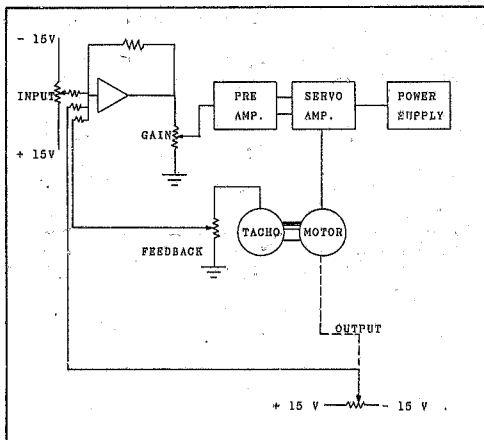 - 15V
INPUT
+ 15V
GAIN
PRE
AMP.
SERVO
AMP.
POWER
SUPPLY
TACHO
MOTOR
FEEDBACK
OUTPUT
+ 15 V
- 15 V